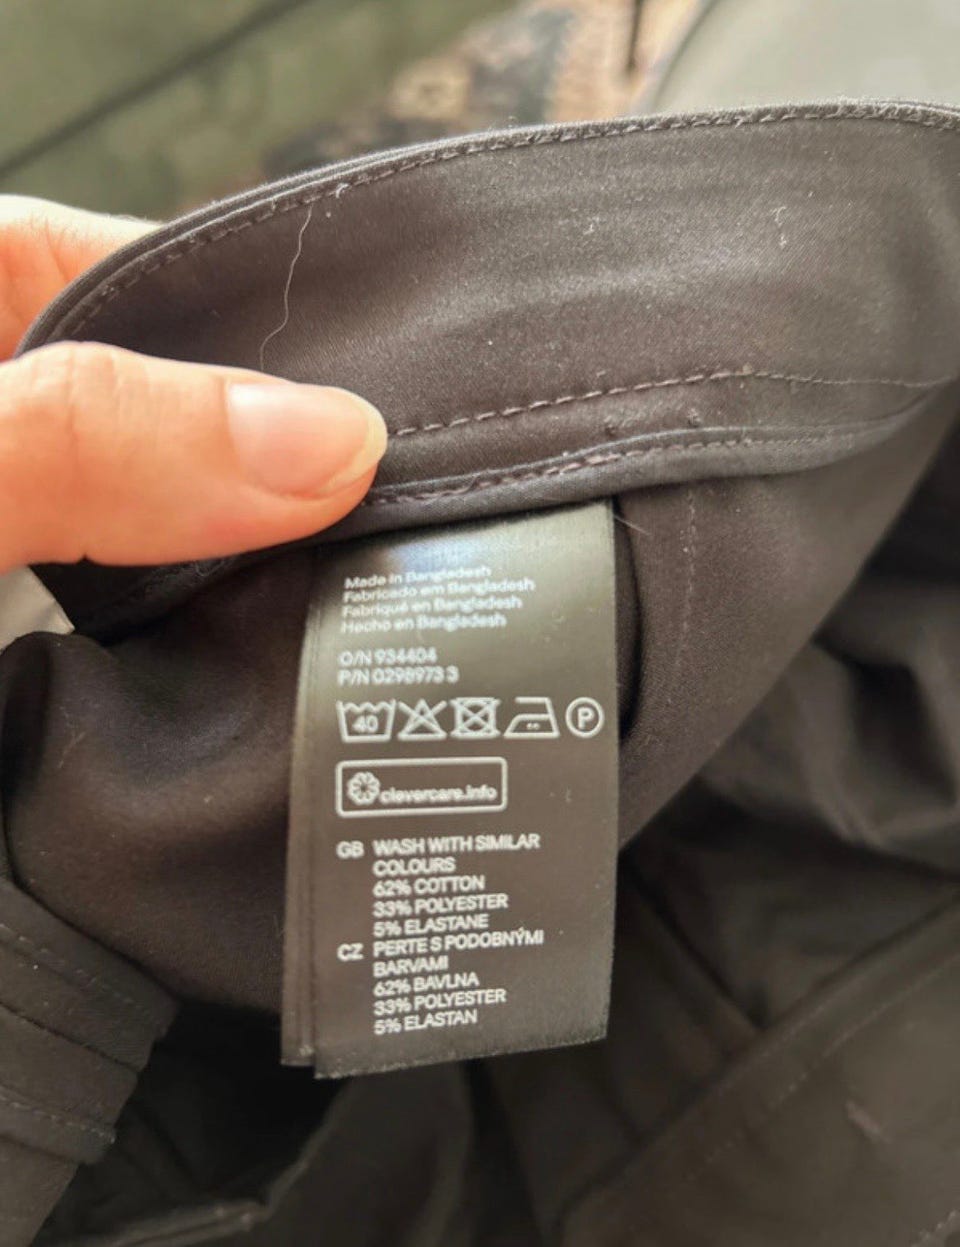 Made in Bangladesh
Fabricado em Bangladesh
Fabriqué en Bangladesh
Hecho en Bangladesh
O/N 934404
P/N 0298973 3
40 P
clevercare.info
GB WASH WITH SIMILAR
COLOURS
62% COTTON
33% POLYESTER
5% ELASTANE
CZ PERTE S PODOBNÝMI
BARVAMI
62% BAVLNA
33% POLYESTER
5% ELASTAN